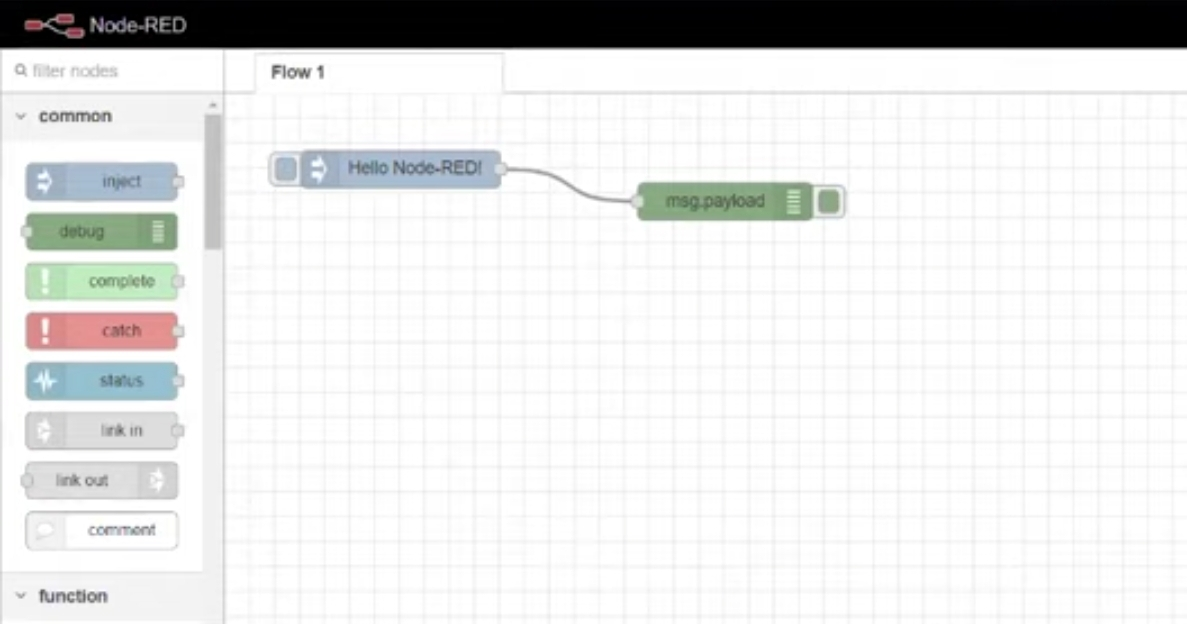 Node-RED
filter nodes
Flow 1
common
Hello Node-RED!
inject
msg.payload
debug
complete
catch
status
link in
link out
comment
function